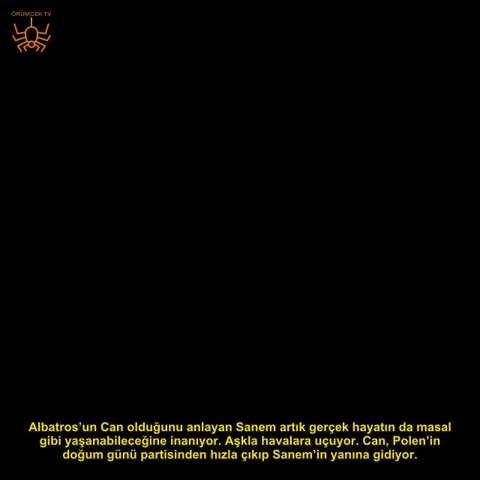 ÖRÜMCEK TV
Albatros’un Can olduğunu anlayan Sanem artık gerçek hayatın da masal
gibi yaşanabileceğine inanıyor. Aşkla havalara uçuyor. Can, Polen’in
doğum günü partisinden hızla çıkıp Sanem’in yanına gidiyor.